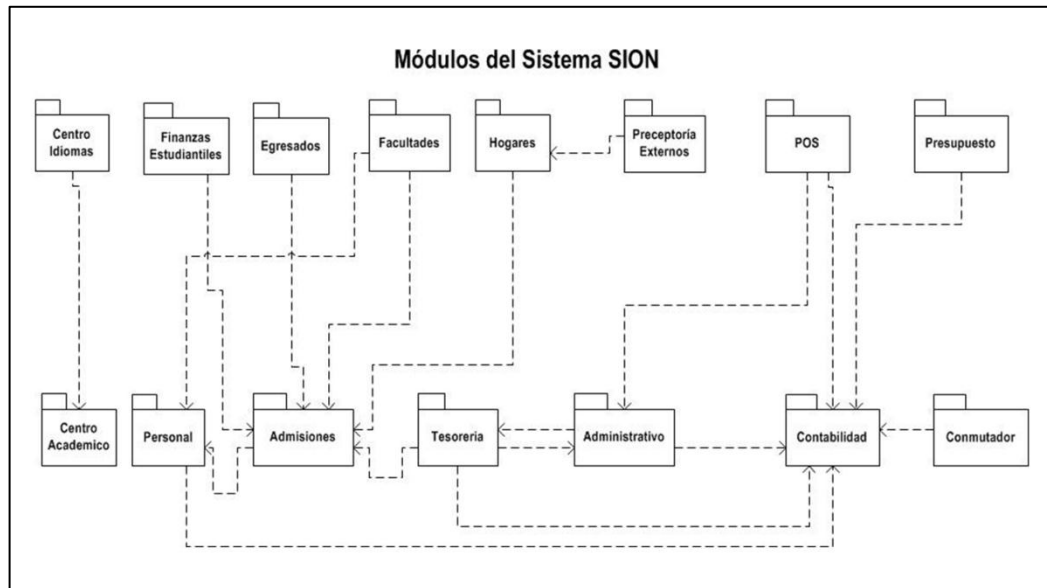 Módulos del Sistema SION
Centro
Idiomas
Finanzas
Estudiantiles
Egresados
Facultades
Hogares
Preceptoría
Externos
POS
Presupuesto
Centro
Academico
Personal
Admisiones
Tesoreria
Administrativo
Contabilidad
Conmutador